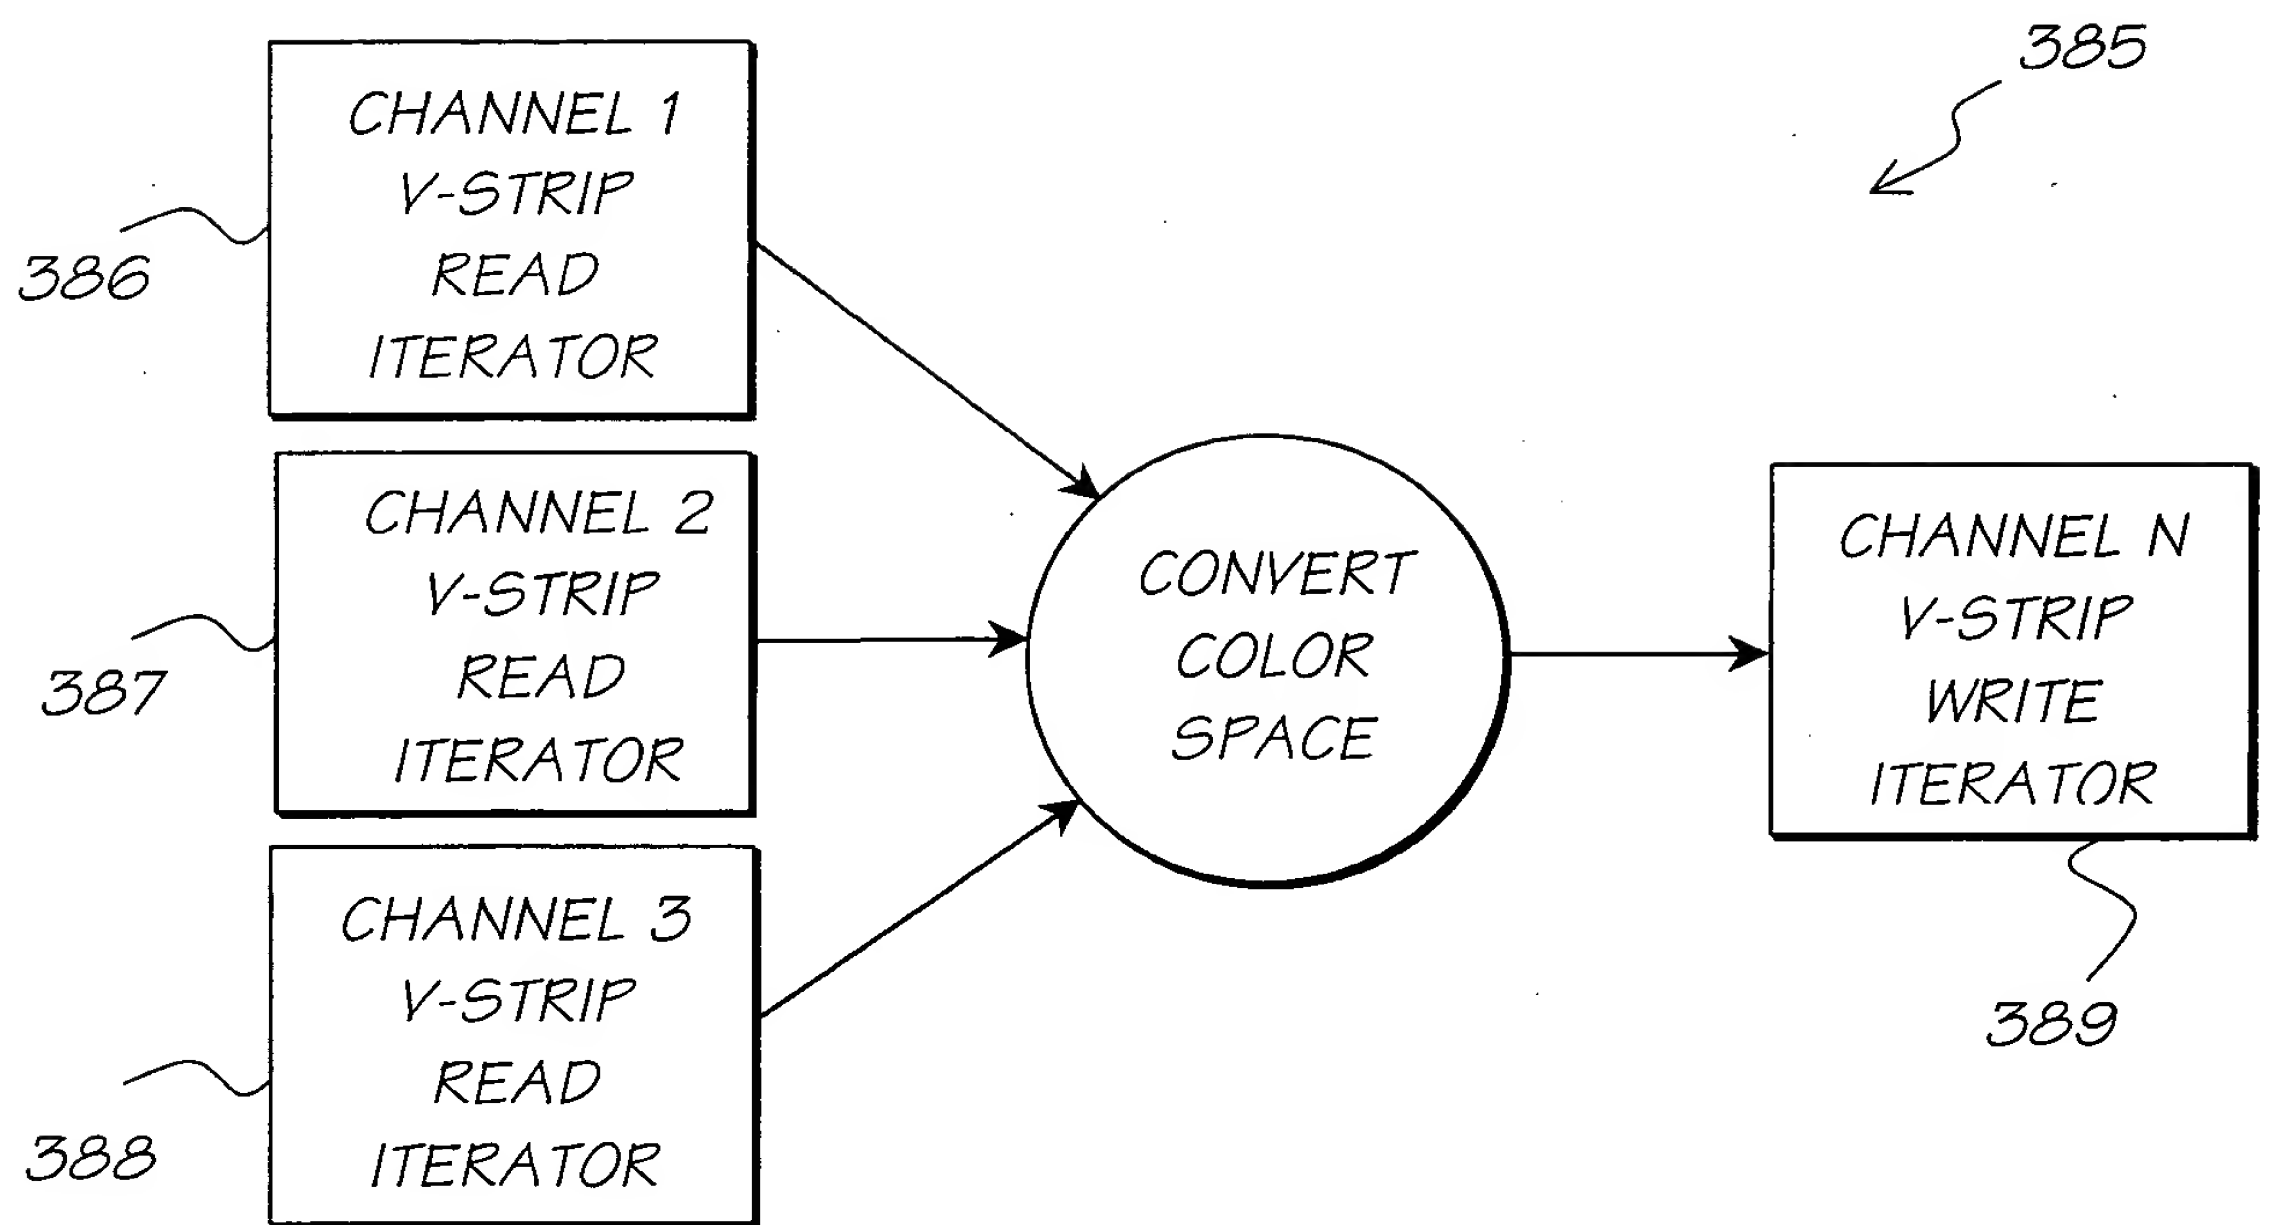 385
CHANNEL 1
V-STRIP
READ
ITERATOR
386
CHANNEL 2
V-STRIP
READ
ITERATOR
387
CHANNEL 3
V-STRIP
READ
ITERATOR
388
CONVERT
COLOR
SPACE
CHANNEL N
V-STRIP
WRITE
ITERATOR
389